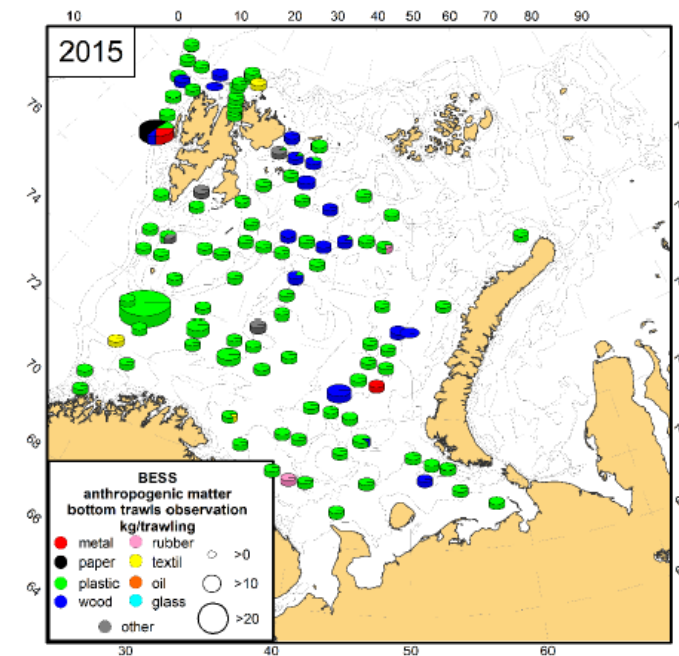 10 0 10 20 30 40 50 60 70 80 90
2015
76
74
72
70
68
66
64
BESS
anthropogenic matter
bottom trawls observation
kg/trawling
metal rubber
paper textil >0
plastic oil >10
wood glass
other >20
30 40 50 60